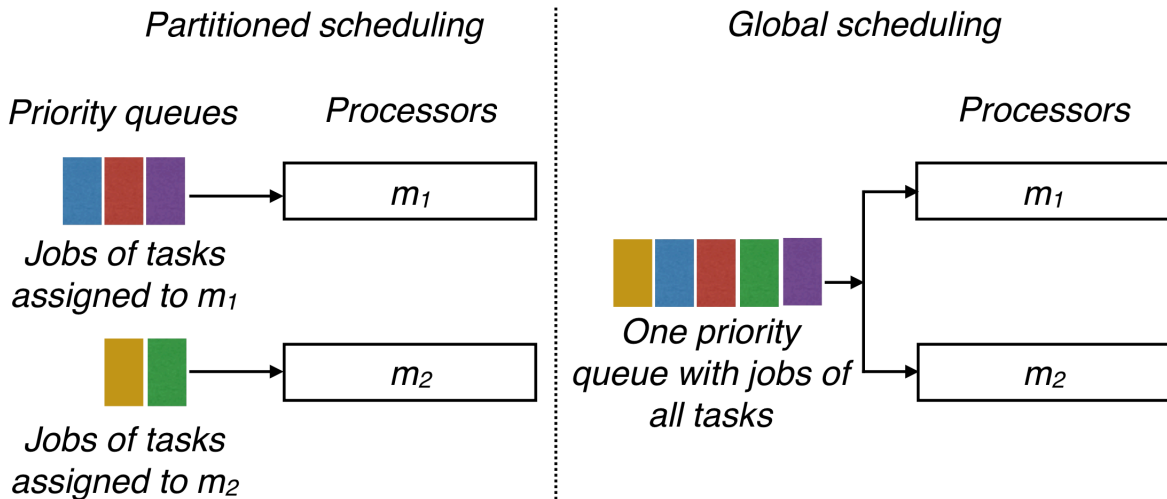 Partitioned scheduling
Priority queues
Processors
m1
Jobs of tasks
assigned to m1
m2
Jobs of tasks
assigned to m2
Global scheduling
Processors
m1
One priority
queue with jobs of
all tasks
m2